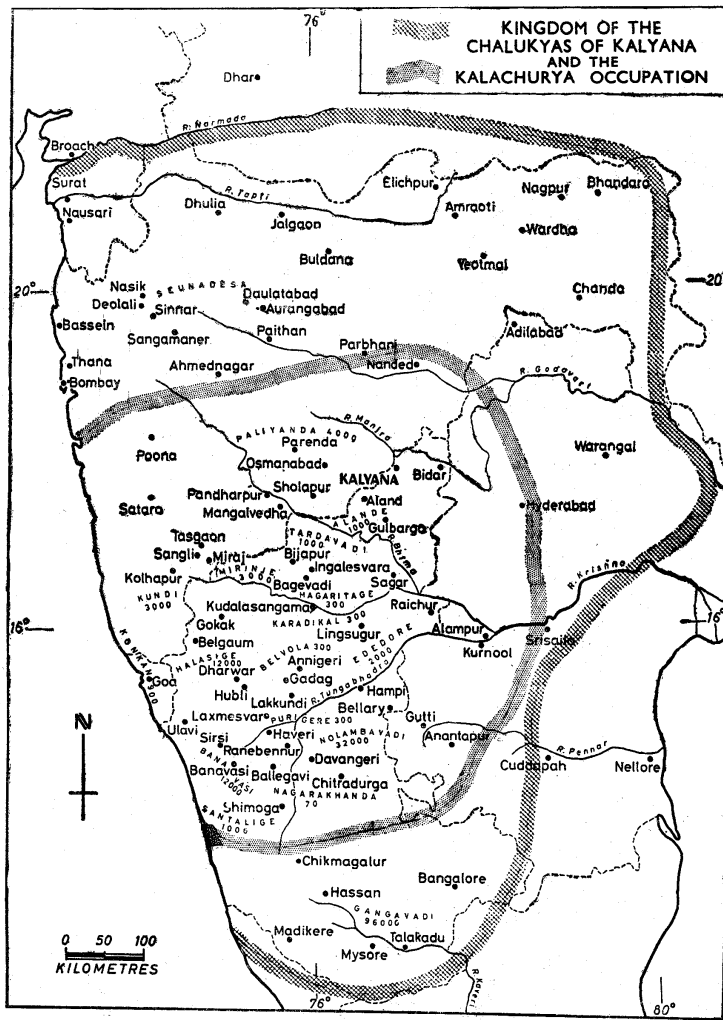 76
KINGDOM OF THE
CHALUKYAS OF KALYANA
AND THE
KALACHURYA OCCUPATION
Dhar
R. Narmada
Broach
Surat
Nausari
R. Tapti
Elichpur
Nagpur
Bhandara
Dhulia
Jalgaon
Amraoti
Wardha
Buldana
Yeotmal
20
20°
Nasik
SEUNADESA
Deolali
Sinnar
Daulatabad
Aurangabad
Chanda
Bassein
Sangamaner
Paithan
Adilabad
Parbhani
Thana
Bombay
Ahmednagar
Nanded
R. Godavari
R. Manjra
PALIYANDA 4000
Parenda
Poona
Osmanabad
KALYANA
Bidar
Warangal
Satara
Pandharpur
Sholapur
Aland
Hyderabad
Mangalvedha
ALANDE
1000
Gulbarga
Tasgaon
TARDAVADI
1000
Sangli
Miraj
Bijapur
R. Bhima
MIRINJE
3000
Ingalesvara
R. Krishna
Kolhapur
Bagevadi
Sagar
KUNDI
3000
HAGARITAGE
300
Kudalasangama
Raichur
KARADIKAL 300
Gokak
Lingsugur
Alampur
16
16°
Belgaum
BELVOLA 300
EDEDORE
2000
Kurnool
Srisaila
KONKAN 900
HALASIGE
12000
Annigeri
Goa
Dharwar
Gadag
R. Tungabhadra
Hubli
Lakkundi
Hampi
N
Laxmesvar
PURIGERE 300
Bellary
Gutti
Ulavi
Haveri
NOLAMBAVADI
32000
Sirsi
Ranebennur
Anantapur
R. Pennar
BANAVASI
12000
Davangeri
Cuddapah
Nellore
Banavasi
Ballegavi
Chitradurga
NAGARAKHANDA
70
Shimoga
SANTALIGE
1000
Chikmagalur
Bangalore
Hassan
GANGAVADI
96000
0 50 100
KILOMETRES
Madikere
Mysore
Talakadu
R. Kaveri
76
80